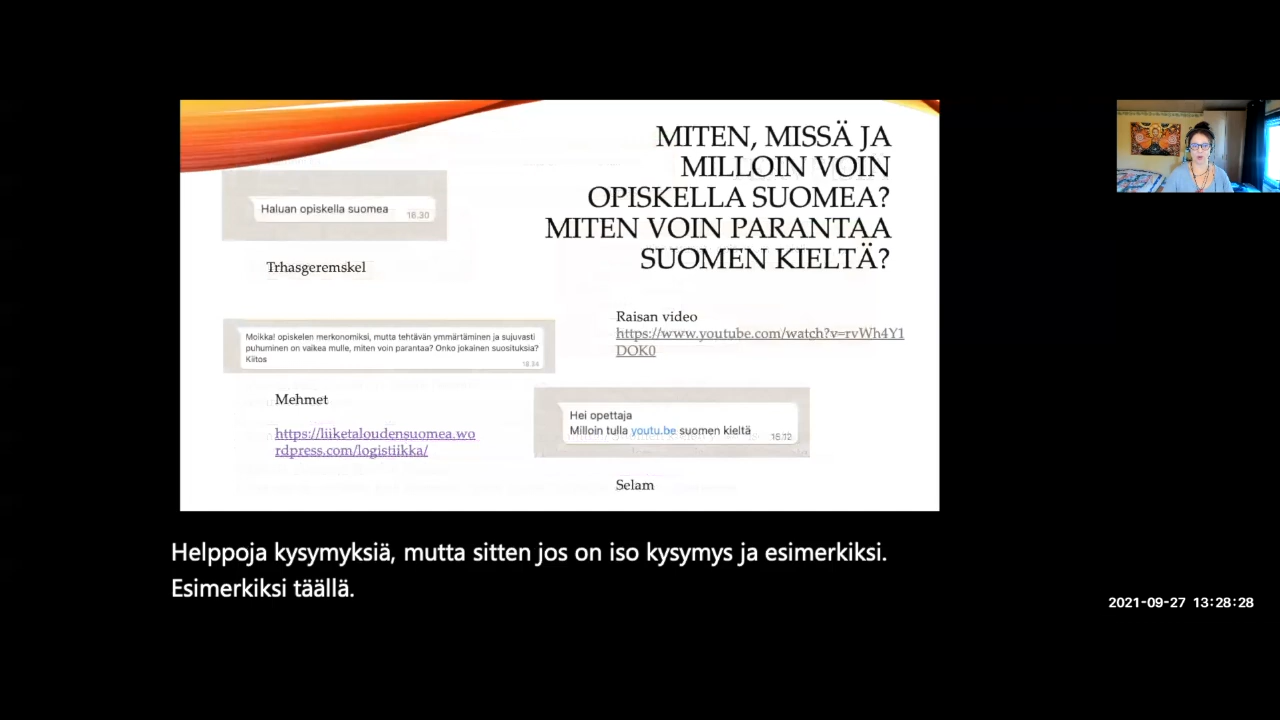 MITEN, MISSÄ JA
MILLOIN VOIN
OPISKELLA SUOMEA?
MITEN VOIN PARANTAA
SUOMEN KIELTÄ?
Haluan opiskella suomea
18.30
Trhasgeremskel
Raisan video
https://www.youtube.com/watch?v=rvWh4Y1
DOK0
Moikka! opiskelen merkonomiksi, mutta tehtävän ymmärtäminen ja sujuvasti
puhuminen on vaikea mulle, miten voin parantaa? Onko jokainen suosituksia?
Kiitos
18.34
Mehmet
https://liiketaloudensuomea.wo
rdpress.com/logistiikka/
Hei opettaja
Milloin tulla youtu.be suomen kieltä
16.12
Selam
Helppoja kysymyksiä, mutta sitten jos on iso kysymys ja esimerkiksi.
Esimerkiksi täällä.
2021-09-27 13:28:28